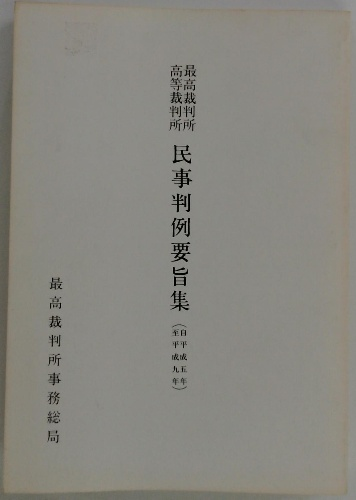 最高裁判所
高等裁判所
民事判例要旨集
（自平成五年
至平成九年）
最高裁判所事務総局